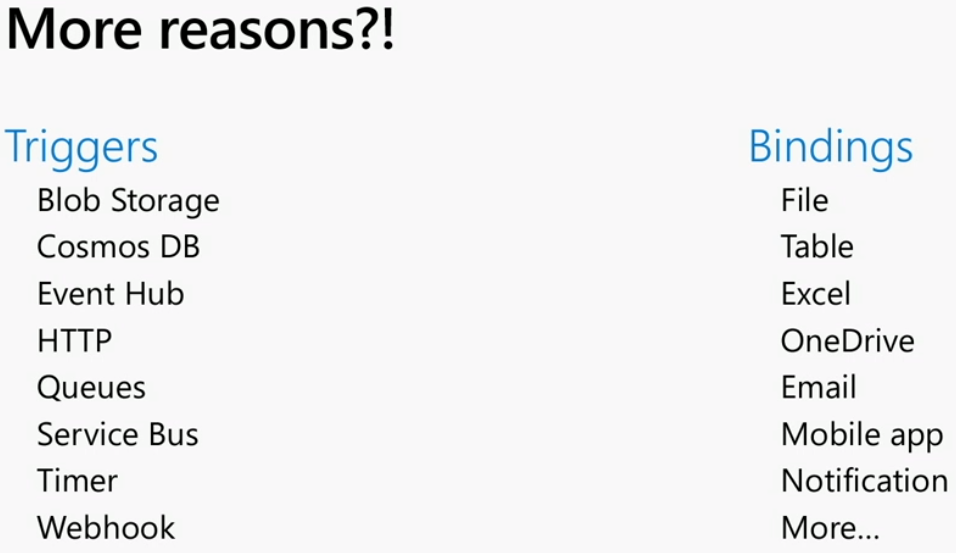 More reasons?!
Triggers
Blob Storage
Cosmos DB
Event Hub
HTTP
Queues
Service Bus
Timer
Webhook
Bindings
File
Table
Excel
OneDrive
Email
Mobile app
Notification
More...